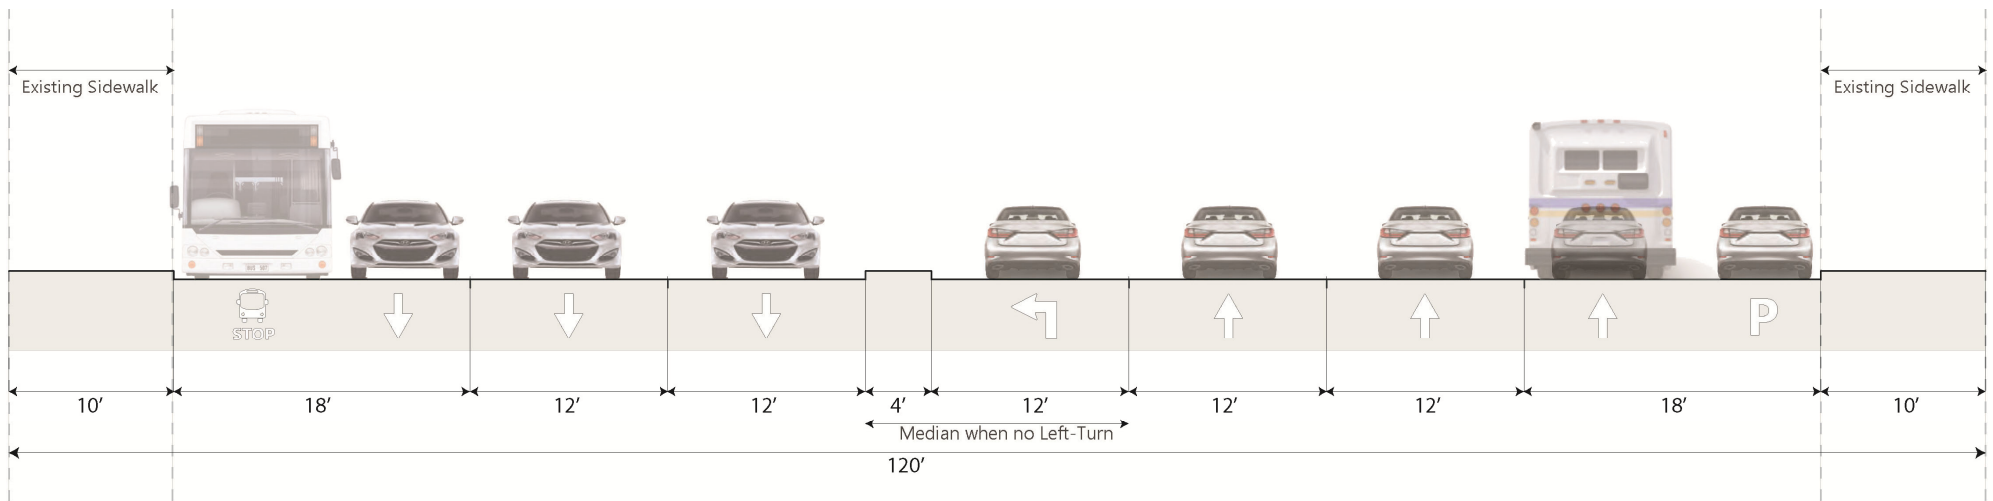 Existing Sidewalk
Existing Sidewalk
STOP
P
10’ 18’ 12’ 12’ 4’ 12’ 12’ 12’ 18’ 10’
Median when no Left-Turn
120’